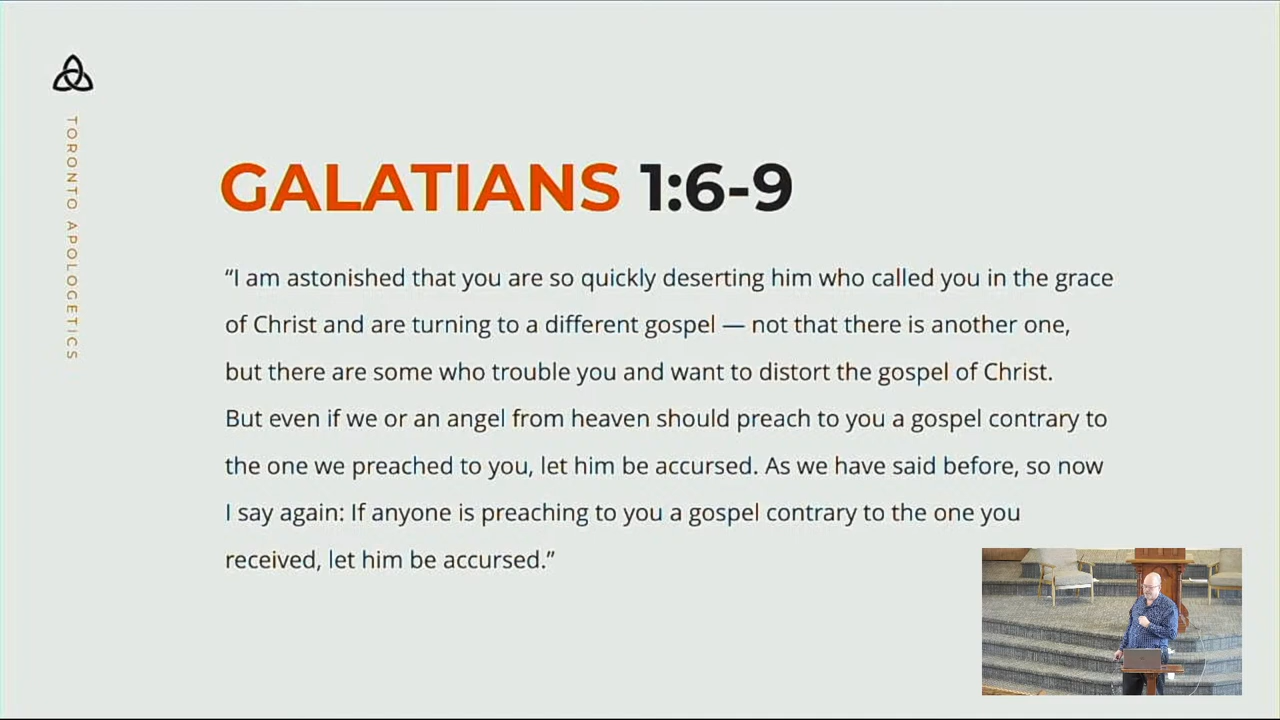 TORONTO APOLOGETICS
GALATIANS 1:6-9
“I am astonished that you are so quickly deserting him who called you in the grace
of Christ and are turning to a different gospel — not that there is another one,
but there are some who trouble you and want to distort the gospel of Christ.
But even if we or an angel from heaven should preach to you a gospel contrary to
the one we preached to you, let him be accursed. As we have said before, so now
I say again: If anyone is preaching to you a gospel contrary to the one you
received, let him be accursed.”